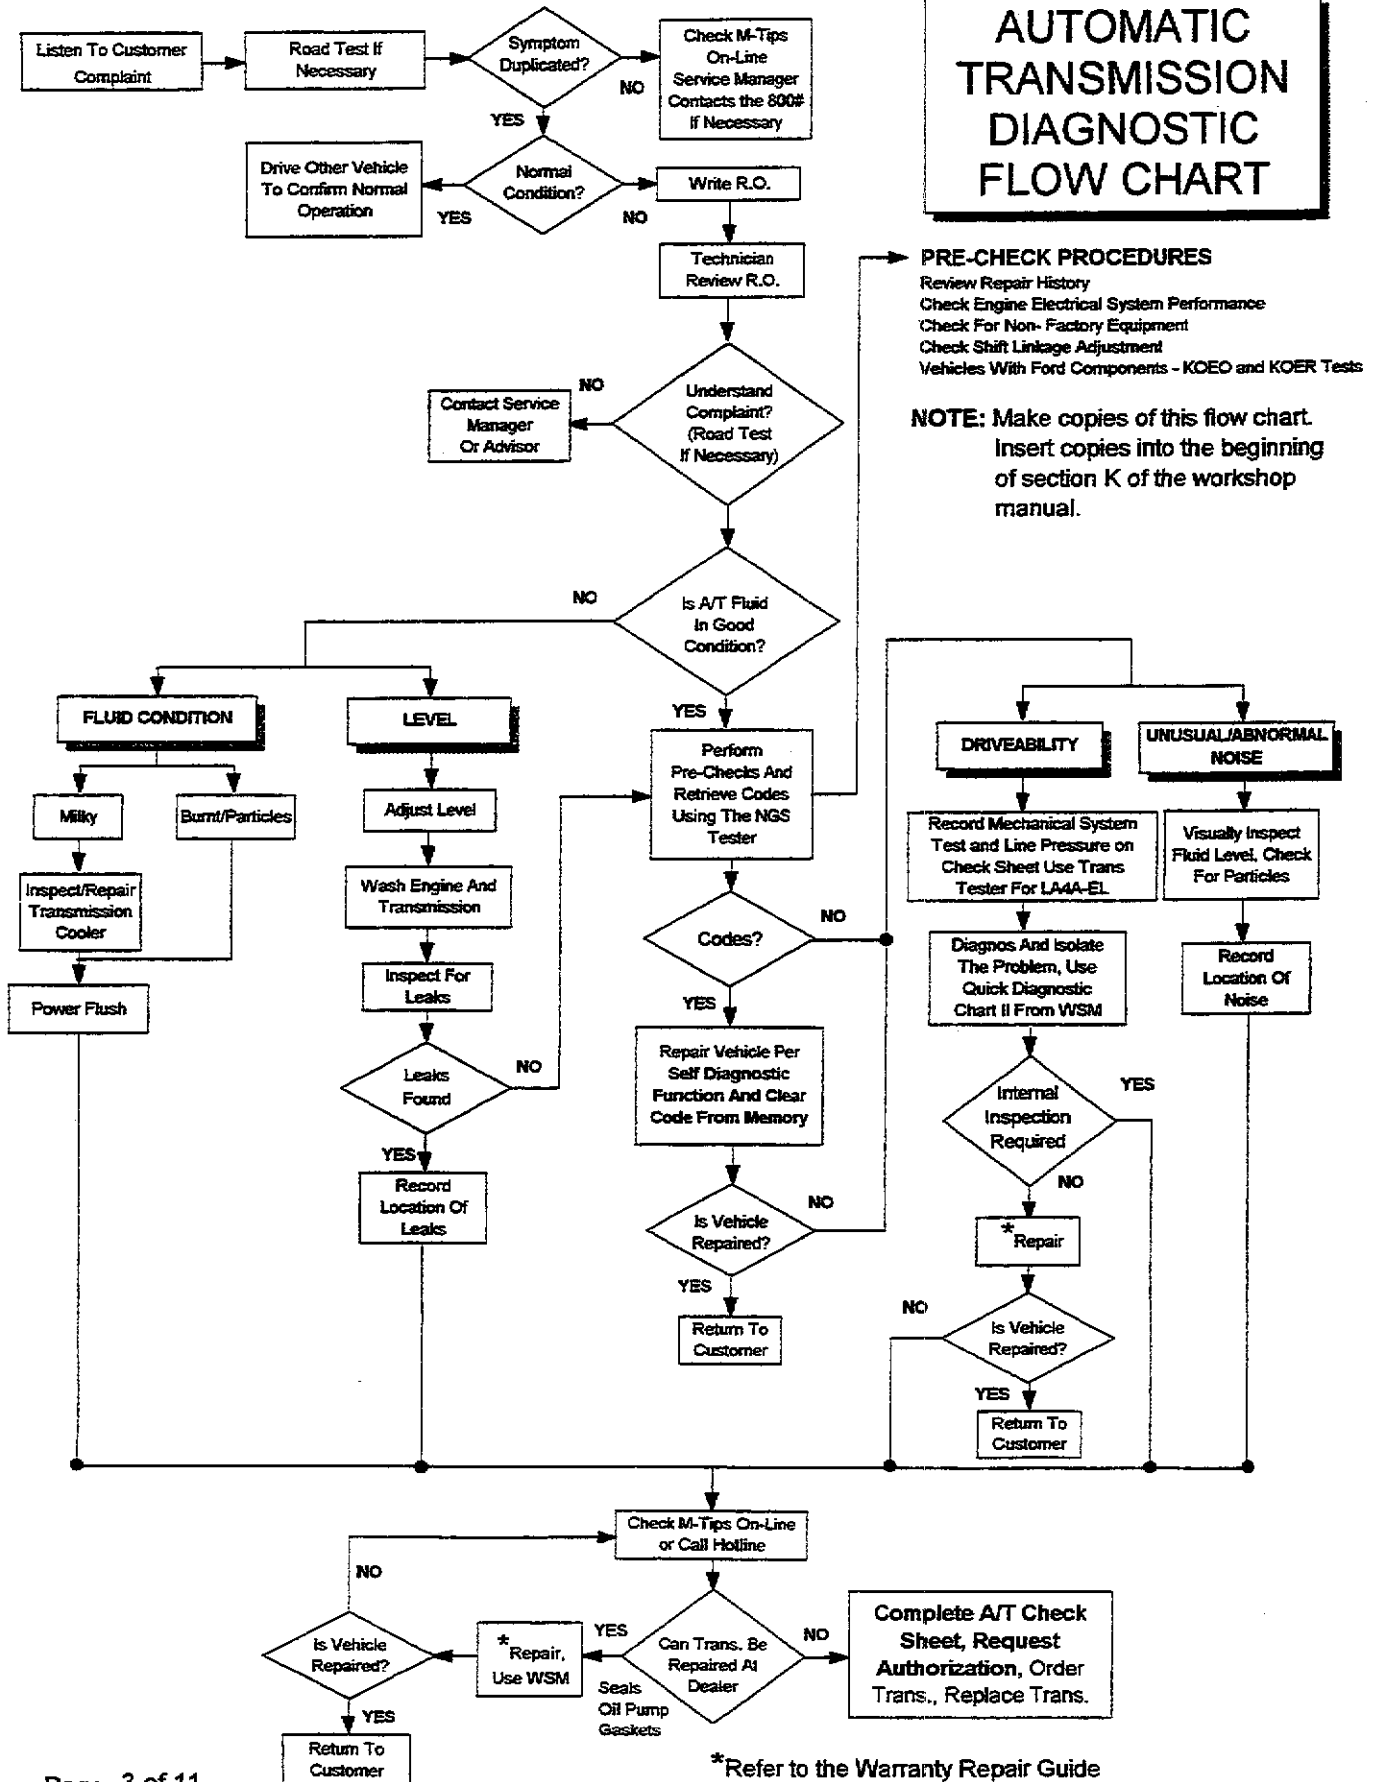 AUTOMATIC
TRANSMISSION
DIAGNOSTIC
FLOW CHART
Listen To Customer
Complaint
Road Test If
Necessary
Symptom
Duplicated?
NO
Check M-Tips
On-Line
Service Manager
Contacts the 800#
If Necessary
YES
Drive Other Vehicle
To Confirm Normal
Operation
YES
Normal
Condition?
NO
Write R.O.
Technician
Review R.O.
PRE-CHECK PROCEDURES
Review Repair History
Check Engine Electrical System Performance
Check For Non- Factory Equipment
Check Shift Linkage Adjustment
Vehicles With Ford Components - KOEO and KOER Tests
NOTE: Make copies of this flow chart.
Insert copies into the beginning
of section K of the workshop
manual.
NO
Contact Service
Manager
Or Advisor
Understand
Complaint?
(Road Test
If Necessary)
NO
Is A/T Fluid
In Good
Condition?
YES
FLUID CONDITION
LEVEL
Milky
Burnt/Particles
Inspect/Repair
Transmission
Cooler
Power Flush
Adjust Level
Wash Engine And
Transmission
Inspect For
Leaks
Leaks
Found
NO
YES
Record
Location Of
Leaks
Perform
Pre-Checks And
Retrieve Codes
Using The NGS
Tester
Codes?
NO
YES
Repair Vehicle Per
Self Diagnostic
Function And Clear
Code From Memory
Is Vehicle
Repaired?
NO
YES
Return To
Customer
DRIVEABILITY
Record Mechanical System
Test and Line Pressure on
Check Sheet Use Trans
Tester For LA4A-EL
Diagnos And Isolate
The Problem, Use
Quick Diagnostic
Chart II From WSM
Internal
Inspection
Required
YES
NO
*Repair
Is Vehicle
Repaired?
NO
YES
Return To
Customer
UNUSUAL/ABNORMAL
NOISE
Visually Inspect
Fluid Level, Check
For Particles
Record
Location Of
Noise
Check M-Tips On-Line
or Call Hotline
Can Trans. Be
Repaired At
Dealer
NO
Complete A/T Check
Sheet, Request
Authorization, Order
Trans., Replace Trans.
YES
Seals
Oil Pump
Gaskets
*Repair,
Use WSM
Is Vehicle
Repaired?
NO
YES
Return To
Customer
*Refer to the Warranty Repair Guide
Page 3 of 11